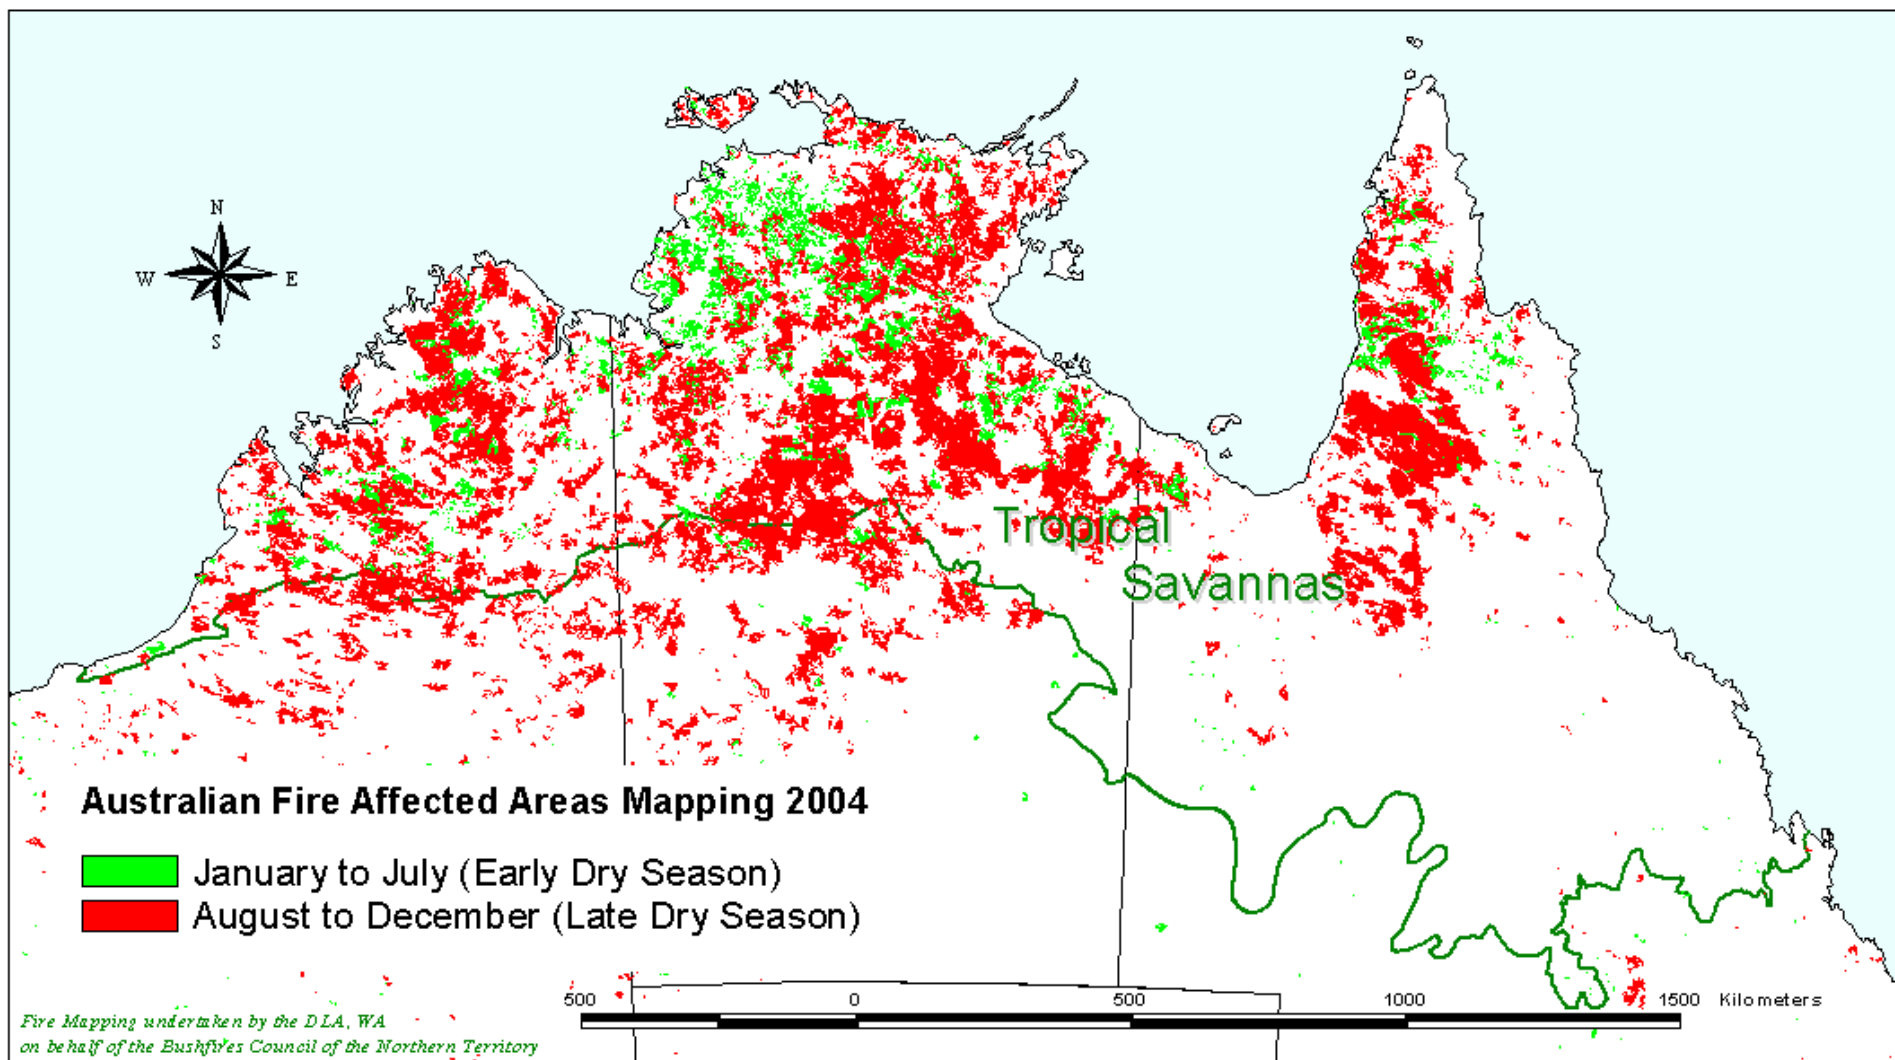 N
W E
S
Tropical
Savannas
Australian Fire Affected Areas Mapping 2004
January to July (Early Dry Season)
August to December (Late Dry Season)
500 0 500 1000 1500 Kilometers
Fire Mapping undertaken by the DLA, WA
on behalf of the Bushfires Council of the Northern Territory